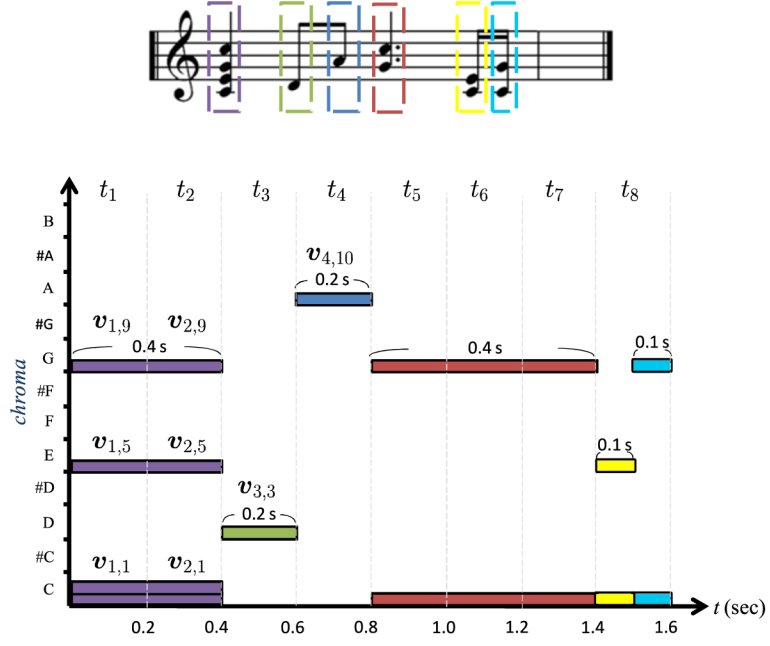 t₁ t₂ t₃ t₄ t₅ t₆ t₇ t₈
B
#A
v₄,₁₀
0.2 s
A
#G
v₁,₉ v₂,₉
0.4 s 0.4 s 0.1 s
G
#F
F
v₁,₅ v₂,₅
0.1 s
E
#D
v₃,₃
0.2 s
D
#C
v₁,₁ v₂,₁
C
chroma
t (sec)
0.2 0.4 0.6 0.8 1.0 1.2 1.4 1.6